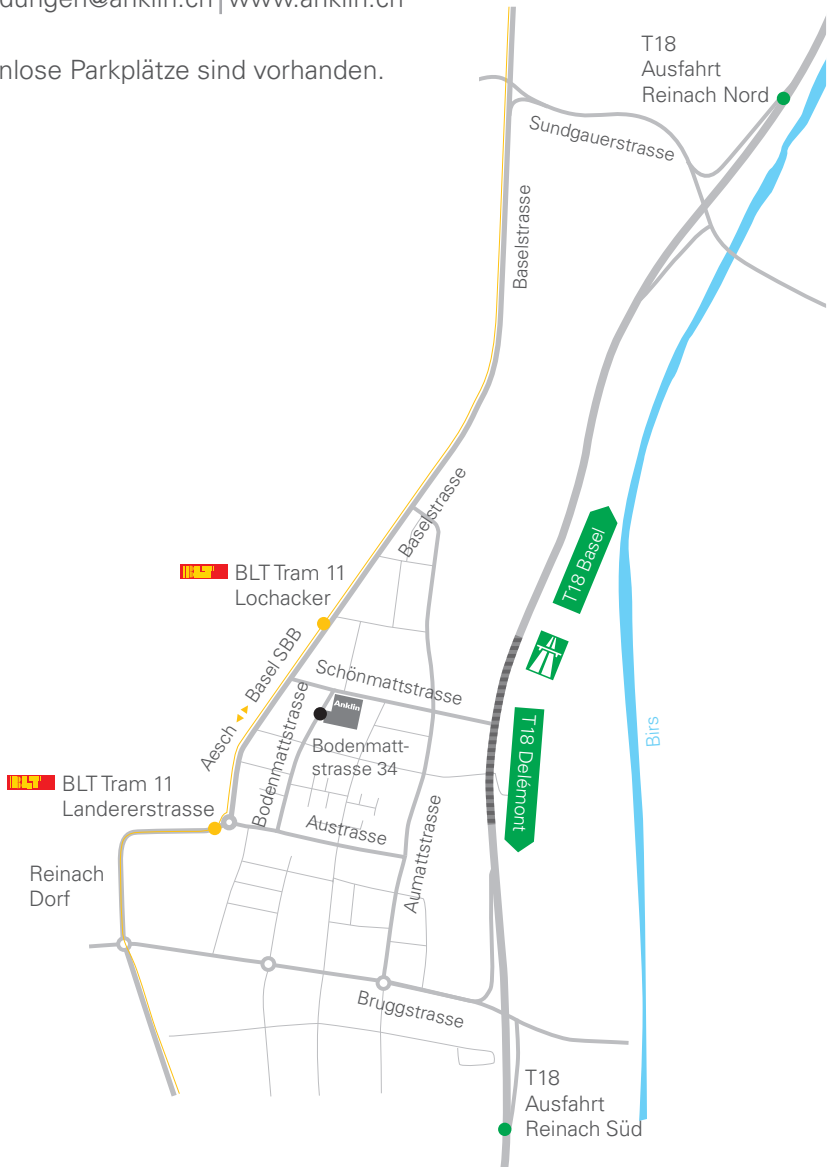 dungen@anklin.ch | www.anklin.ch
nlose Parkplätze sind vorhanden.
T18
Ausfahrt
Reinach Nord
Sundgauerstrasse
Baselstrasse
Baselstrasse
BLT BLT Tram 11
Lochacker
T18 Basel
Aesch Basel SBB
Schönmattstrasse
Anklin
Bodenmatt-
strasse 34
Bodenmattstrasse
T18 Delémont
Birs
BLT BLT Tram 11
Landererstrasse
Austrasse
Aumattstrasse
Reinach
Dorf
Bruggstrasse
T18
Ausfahrt
Reinach Süd